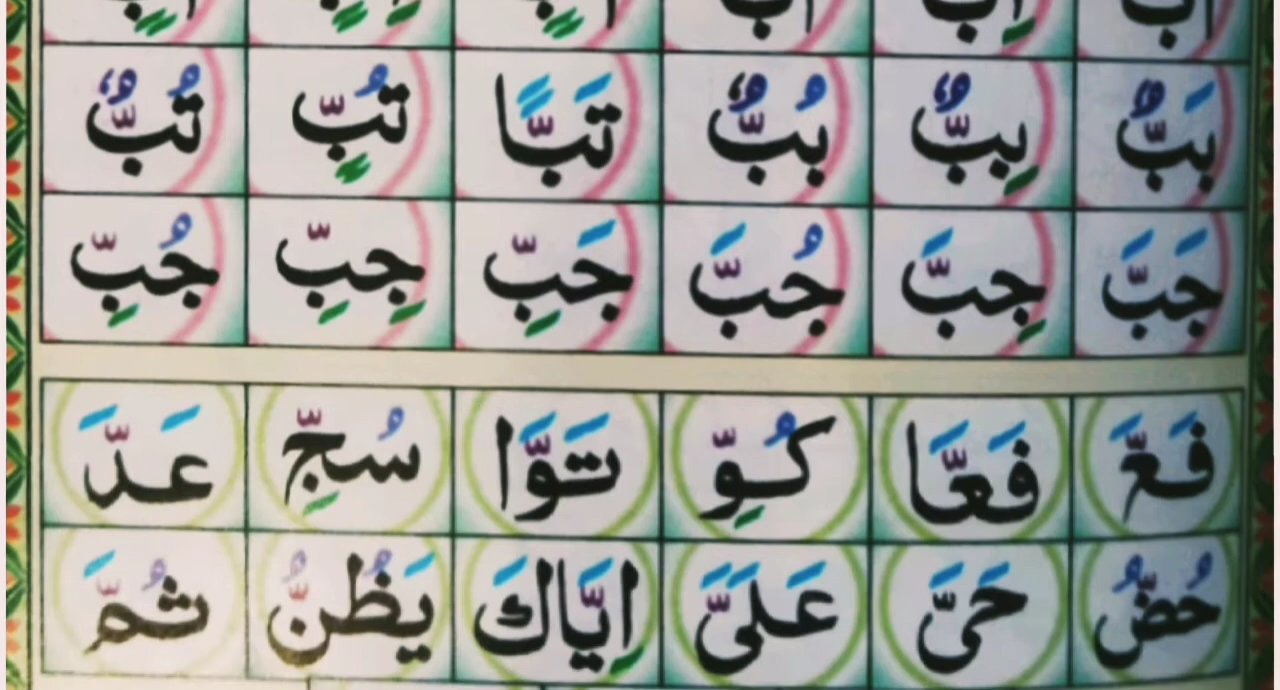 بَبٌّ بِبٌّ بُبٌّ تَبًّا تُبٍّ تُبٌّ
جَبَّ جِبَّ جُبَّ جَبِّ جِبِّ جُبِّ
فَعَّ فَعَّا كُوِّ تَوَّا سُجِّ عَدَّ
حُضُّ حَىَّ عَلَىَّ اِيَّاكَ يَظُنُّ ثُمَّ